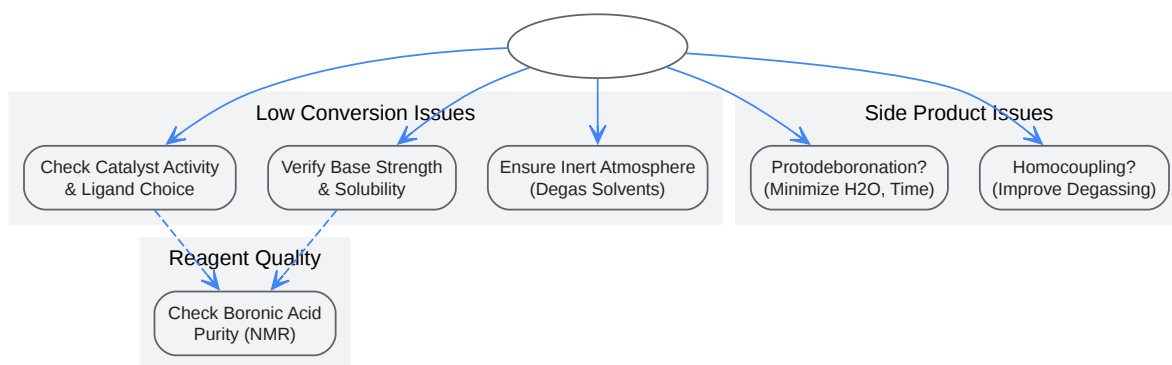 Low Conversion Issues
Side Product Issues
Check Catalyst Activity
& Ligand Choice
Verify Base Strength
& Solubility
Ensure Inert Atmosphere
(Degas Solvents)
Protodeboronation?
(Minimize H2O, Time)
Homocoupling?
(Improve Degassing)
Reagent Quality
Check Boronic Acid
Purity (NMR)